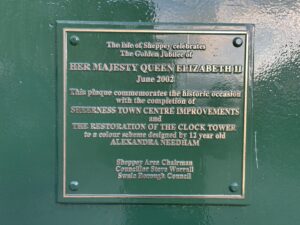 The Isle of Sheppey celebrates
The Golden Jubilee of
HER MAJESTY QUEEN ELIZABETH II
June 2002
This plaque commemorates the historic occasion
with the completion of
SHEERNESS TOWN CENTRE IMPROVEMENTS
and
THE RESTORATION OF THE CLOCK TOWER
to a colour scheme designed by 12 year old
ALEXANDRA NEEDHAM
Sheppey Area Chairman
Councillor Steve Worrall
Swale Borough Council